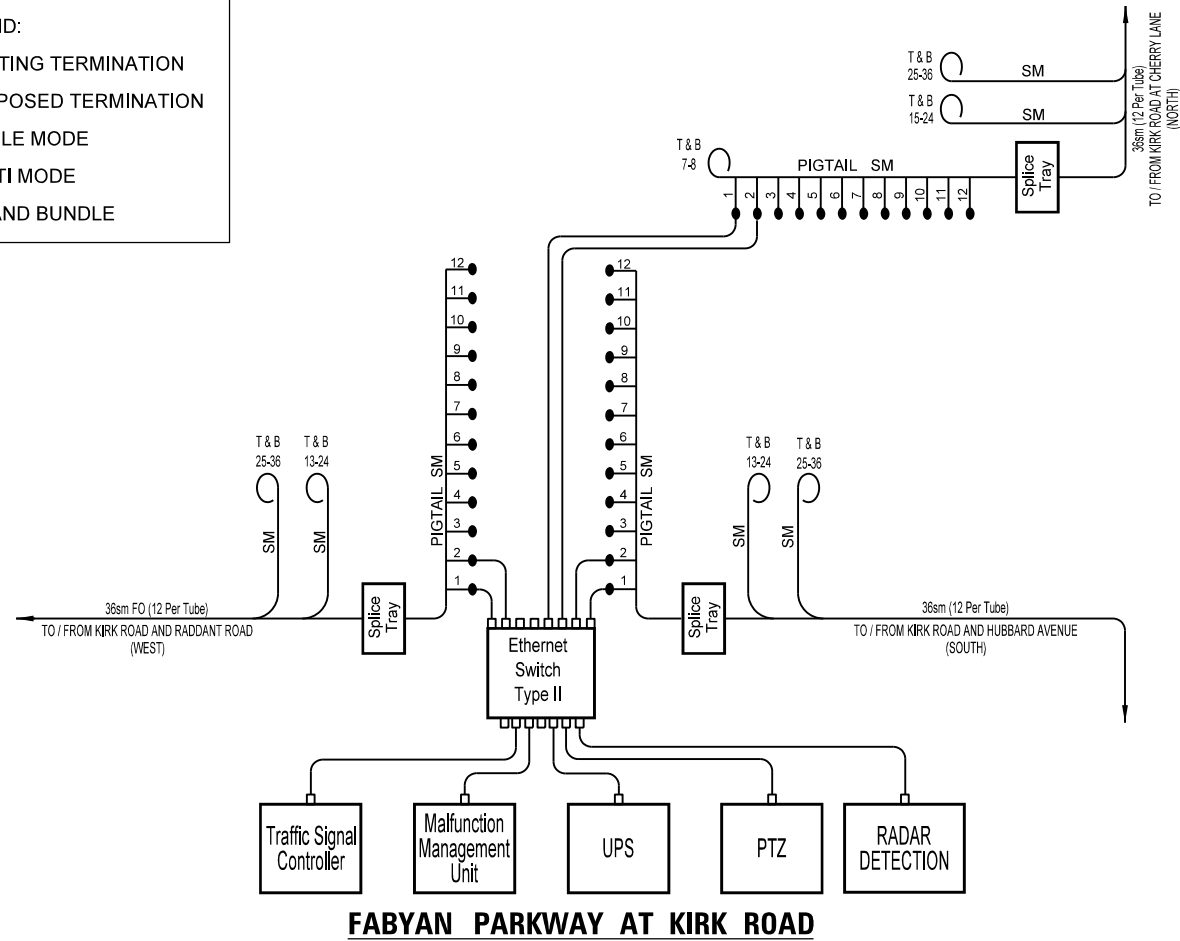 ND:
TING TERMINATION
POSED TERMINATION
LE MODE
TI MODE
AND BUNDLE
T & B
25-36
SM
T & B
15-24
SM
36sm (12 Per Tube)
TO / FROM KIRK ROAD AT CHERRY LANE
(NORTH)
T & B
7-8
PIGTAIL SM
Splice
Tray
1 2 3 4 5 6 7 8 9 10 11 12
12
11
10
9
8
7
6
5
4
3
2
1
PIGTAIL SM
12
11
10
9
8
7
6
5
4
3
2
1
PIGTAIL SM
T & B
25-36
T & B
13-24
SM
SM
T & B
13-24
T & B
25-36
SM
SM
36sm FO (12 Per Tube)
TO / FROM KIRK ROAD AND RADDANT ROAD
(WEST)
Splice
Tray
Splice
Tray
36sm (12 Per Tube)
TO / FROM KIRK ROAD AND HUBBARD AVENUE
(SOUTH)
Ethernet
Switch
Type II
Traffic Signal
Controller
Malfunction
Management
Unit
UPS
PTZ
RADAR
DETECTION
FABYAN PARKWAY AT KIRK ROAD